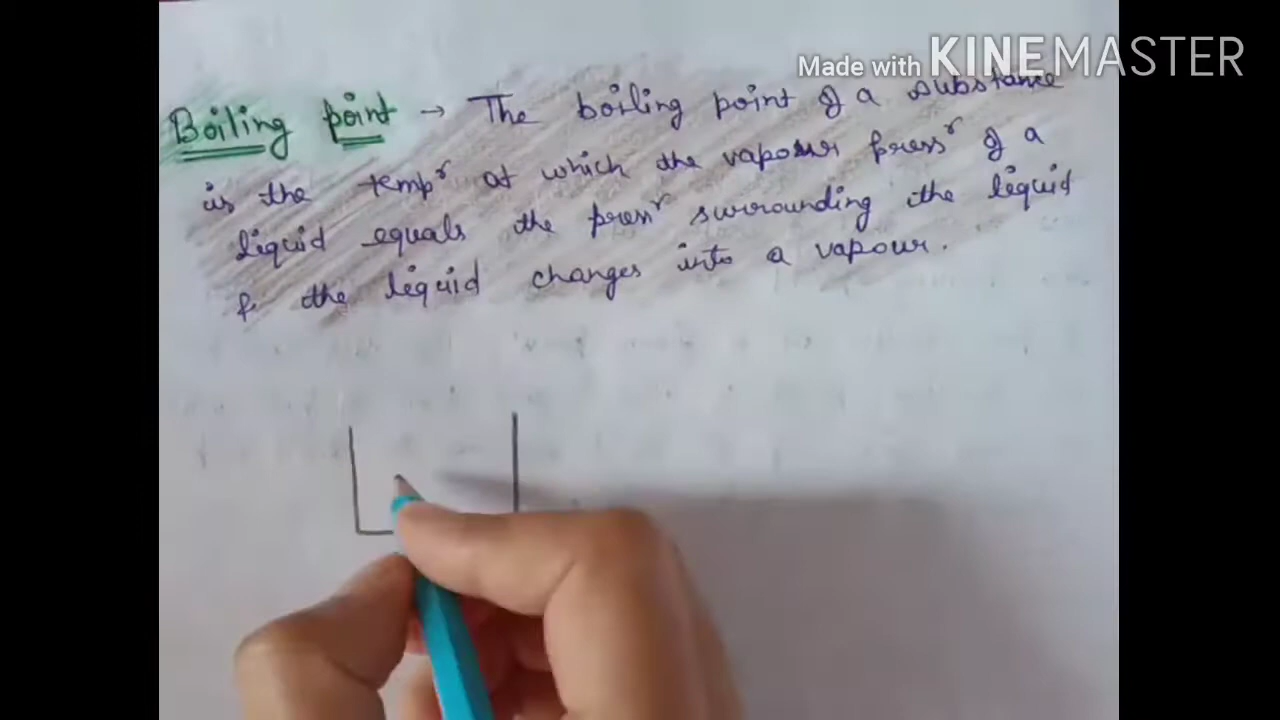 Made with KINEMASTER
Boiling point → The boiling point of a substance
is the tempr at which the vapour pressr of a
liquid equals the pressr surrounding the liquid
& the liquid changes into a vapour.